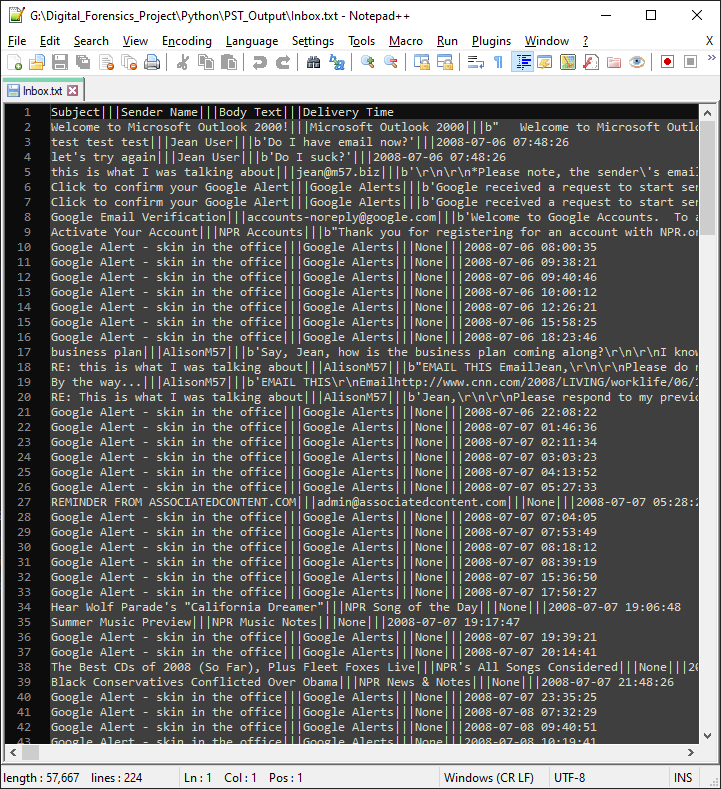 G:\Digital_Forensics_Project\Python\PST_Output\Inbox.txt - Notepad++
File Edit Search View Encoding Language Settings Tools Macro Run Plugins Window ? X
Inbox.txt
1 Subject|||Sender Name|||Body Text|||Delivery Time
2 Welcome to Microsoft Outlook 2000!|||Microsoft Outlook 2000|||b" Welcome to Microsoft Outlo
3 test test test|||Jean User|||b'Do I have email now?'|||2008-07-06 07:48:26
4 let's try again|||Jean User|||b'Do I suck?'|||2008-07-06 07:48:26
5 this is what I was talking about|||jean@m57.biz|||b'\r\n\r\n*Please note, the sender\'s email
6 Click to confirm your Google Alert|||Google Alerts|||b'Google received a request to start sen
7 Click to confirm your Google Alert|||Google Alerts|||b'Google received a request to start sen
8 Google Email Verification|||accounts-noreply@google.com|||b'Welcome to Google Accounts. To a
9 Activate Your Account|||NPR Accounts|||b"Thank you for registering for an account with NPR.or
10 Google Alert - skin in the office|||Google Alerts|||None|||2008-07-06 08:00:35
11 Google Alert - skin in the office|||Google Alerts|||None|||2008-07-06 09:38:21
12 Google Alert - skin in the office|||Google Alerts|||None|||2008-07-06 09:40:46
13 Google Alert - skin in the office|||Google Alerts|||None|||2008-07-06 10:00:12
14 Google Alert - skin in the office|||Google Alerts|||None|||2008-07-06 12:26:21
15 Google Alert - skin in the office|||Google Alerts|||None|||2008-07-06 15:58:25
16 Google Alert - skin in the office|||Google Alerts|||None|||2008-07-06 18:23:46
17 business plan|||AlisonM57|||b'Say, Jean, how is the business plan coming along?\r\n\r\nI know
18 RE: this is what I was talking about|||AlisonM57|||b"EMAIL THIS EmailJean,\r\n\r\nPlease do n
19 By the way...|||AlisonM57|||b'EMAIL THIS\r\nEmailhttp://www.cnn.com/2008/LIVING/worklife/06/1
20 RE: This is what I was talking about|||AlisonM57|||b'Jean,\r\n\r\nPlease respond to my previo
21 Google Alert - skin in the office|||Google Alerts|||None|||2008-07-06 22:08:22
22 Google Alert - skin in the office|||Google Alerts|||None|||2008-07-07 01:46:36
23 Google Alert - skin in the office|||Google Alerts|||None|||2008-07-07 02:11:34
24 Google Alert - skin in the office|||Google Alerts|||None|||2008-07-07 03:03:23
25 Google Alert - skin in the office|||Google Alerts|||None|||2008-07-07 04:13:52
26 Google Alert - skin in the office|||Google Alerts|||None|||2008-07-07 05:27:33
27 REMINDER FROM ASSOCIATEDCONTENT.COM|||admin@associatedcontent.com|||None|||2008-07-07 05:28:2
28 Google Alert - skin in the office|||Google Alerts|||None|||2008-07-07 07:04:05
29 Google Alert - skin in the office|||Google Alerts|||None|||2008-07-07 07:53:49
30 Google Alert - skin in the office|||Google Alerts|||None|||2008-07-07 08:18:12
31 Google Alert - skin in the office|||Google Alerts|||None|||2008-07-07 08:39:19
32 Google Alert - skin in the office|||Google Alerts|||None|||2008-07-07 15:36:50
33 Google Alert - skin in the office|||Google Alerts|||None|||2008-07-07 17:50:27
34 Hear Wolf Parade's "California Dreamer"|||NPR Song of the Day|||None|||2008-07-07 19:06:48
35 Summer Music Preview|||NPR Music Notes|||None|||2008-07-07 19:17:47
36 Google Alert - skin in the office|||Google Alerts|||None|||2008-07-07 19:39:21
37 Google Alert - skin in the office|||Google Alerts|||None|||2008-07-07 20:14:41
38 The Best CDs of 2008 (So Far), Plus Fleet Foxes Live|||NPR's All Songs Considered|||None|||20
39 Black Conservatives Conflicted Over Obama|||NPR News & Notes|||None|||2008-07-07 21:48:26
40 Google Alert - skin in the office|||Google Alerts|||None|||2008-07-07 23:35:25
41 Google Alert - skin in the office|||Google Alerts|||None|||2008-07-08 07:32:29
42 Google Alert - skin in the office|||Google Alerts|||None|||2008-07-08 09:40:51
43 Google Alert - skin in the office|||Google Alerts|||None|||2008-07-08 10:19:41
length : 57,667 lines : 224 Ln : 1 Col : 1 Pos : 1 Windows (CR LF) UTF-8 INS